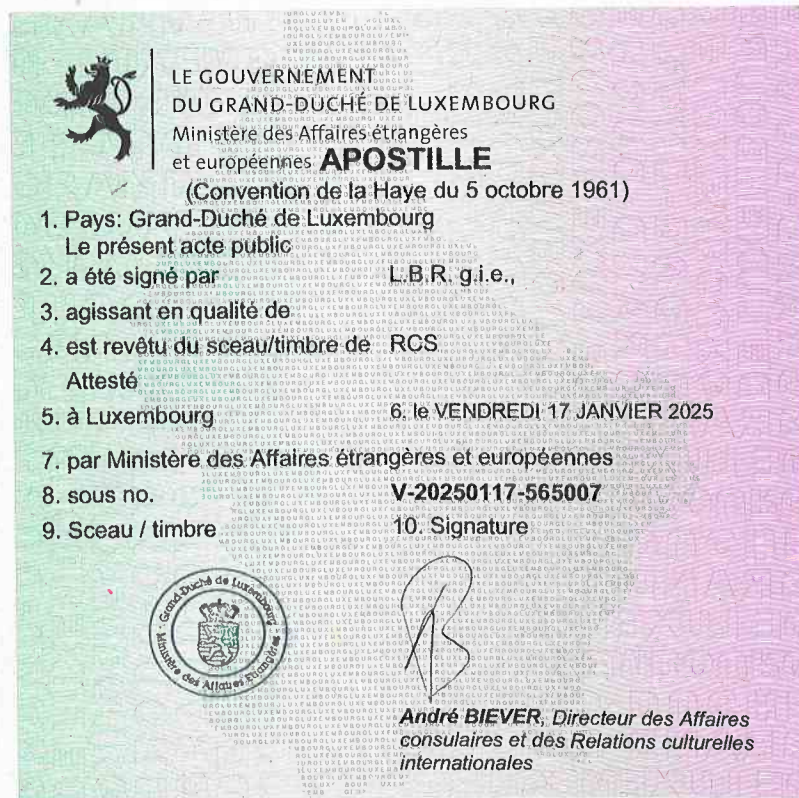 LE GOUVERNEMENT
DU GRAND-DUCHÉ DE LUXEMBOURG
Ministère des Affaires étrangères
et européennes APOSTILLE
(Convention de la Haye du 5 octobre 1961)
1. Pays: Grand-Duché de Luxembourg
Le présent acte public
2. a été signé par L.B.R. g.i.e.,
3. agissant en qualité de
4. est revêtu du sceau/timbre de RCS
Attesté
5. à Luxembourg 6. le VENDREDI 17 JANVIER 2025
7. par Ministère des Affaires étrangères et européennes
8. sous no. V-20250117-565007
9. Sceau / timbre 10. Signature
Grand-Duché de Luxembourg
Ministère des Affaires Etrangères
André BIEVER, Directeur des Affaires
consulaires et des Relations culturelles
internationales